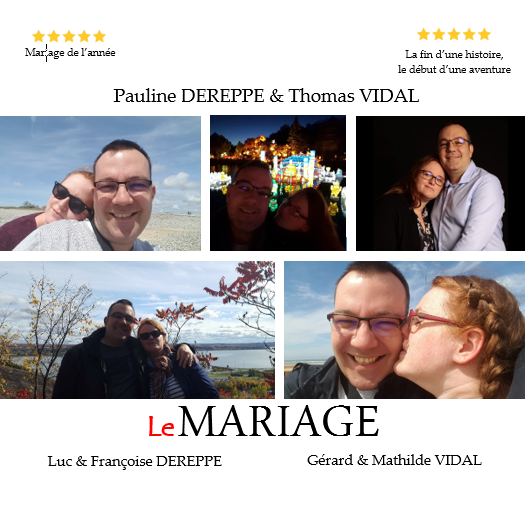 Mariage de l'année
La fin d'une histoire,
le début d'une aventure
Pauline DEREPPE & Thomas VIDAL
Le MARIAGE
Luc & Françoise DEREPPE
Gérard & Mathilde VIDAL